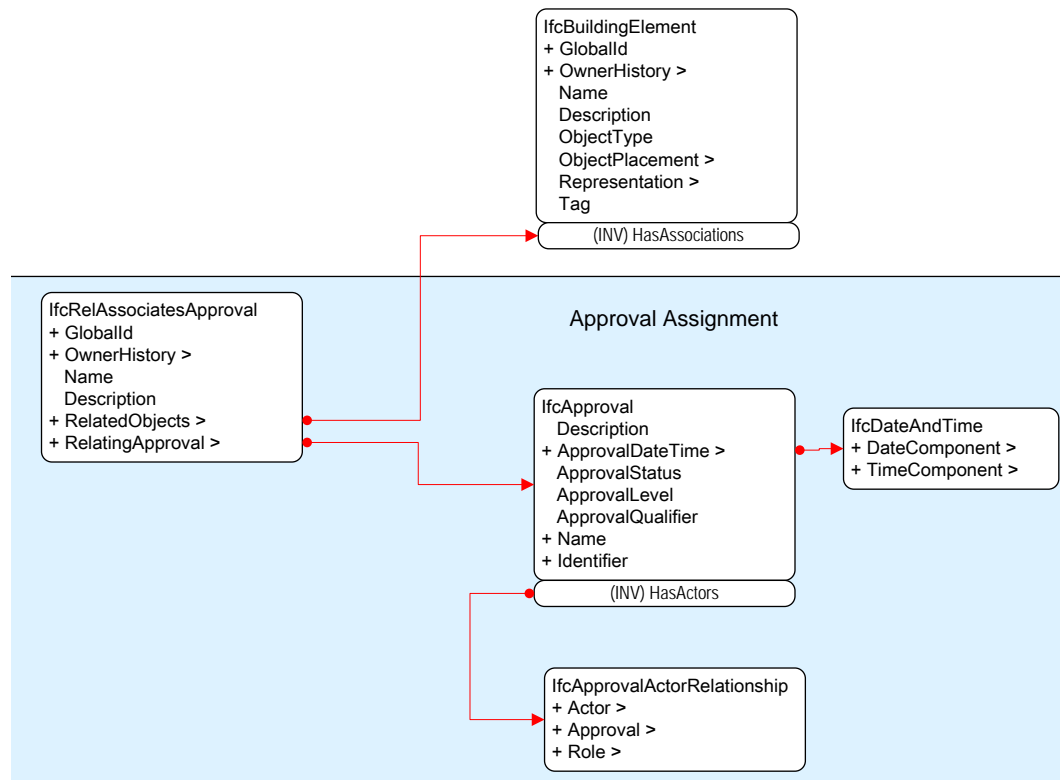 IfcBuildingElement
+ GlobalId
+ OwnerHistory >
Name
Description
ObjectType
ObjectPlacement >
Representation >
Tag
(INV) HasAssociations
IfcRelAssociatesApproval
+ GlobalId
+ OwnerHistory >
Name
Description
+ RelatedObjects >
+ RelatingApproval >
Approval Assignment
IfcApproval
Description
+ ApprovalDateTime >
ApprovalStatus
ApprovalLevel
ApprovalQualifier
+ Name
+ Identifier
(INV) HasActors
IfcDateAndTime
+ DateComponent >
+ TimeComponent >
IfcApprovalActorRelationship
+ Actor >
+ Approval >
+ Role >